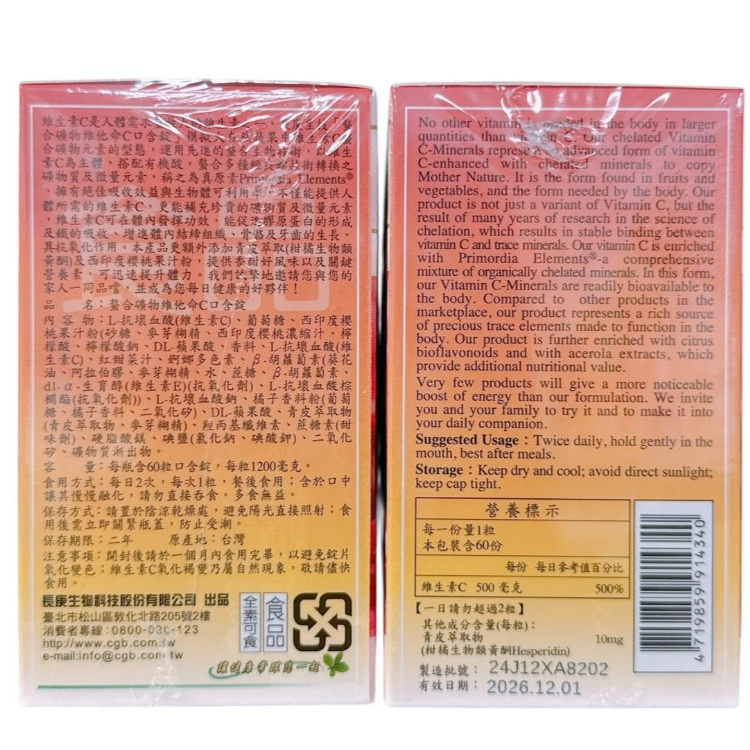 維生素C是人體需求
合礦物維他命C口含錠
合礦物元素的型態,運用先進的螯合生物技術,以維生
素C為主體,搭配有機酸,螯合多種經
礦物質及微量元素,稱之為真原素Primordia Elements®
,擁有絕佳吸收效益與生物體可利用率,不僅能提供人
體所需的維生素C,更能補充珍貴的礦物質及微量元素
,維生素C可在體內發揮功效,能促進膠原蛋白的形成
及鐵的吸收、增進體內結締組織、骨骼及牙齒的生長、
具抗氧化作用。本產品更額外添加青皮萃取(柑橘生物類
黃酮)及西印度櫻桃果汁粉,提供香甜好風味以及關鍵
營養素,可迅速提升體力。我們誠摯地邀請您與您的
家人一同品嚐,並成為您每日健康的好夥伴!
品 名:螯合礦物維他命C口含錠
內 容 物:L-抗壞血酸(維生素C)、葡萄糖、西印度櫻
桃果汁粉(砂糖、麥芽糊精、西印度櫻桃濃縮汁、檸
檬酸、檸檬酸鈉、DL-蘋果酸、香料、L-抗壞血酸(維
生素C)、紅甜菜汁、婀娜多色素、β-胡蘿蔔素(葵花
油、阿拉伯膠、麥芽糊精、水、蔗糖、β-胡蘿蔔素、
dl-α-生育醇(維生素E)(抗氧化劑)、L-抗壞血酸棕
櫚酯(抗氧化劑))、L-抗壞血酸鈉、橘子香料粉(葡萄
糖、橘子香料、二氧化矽)、DL-蘋果酸、青皮萃取物
(青皮萃取物、麥芽糊精)、羥丙基纖維素、蔗糖素(甜
味劑)、硬脂酸鎂、碘鹽(氯化鈉、碘酸鉀)、二氧化
矽、礦物質澥出物。
容 量:每瓶含60粒口含錠,每粒1200毫克。
食用方式:每日2次,每次1粒,餐後食用;含於口中
讓其慢慢融化,請勿直接吞食。多食無益。
保存方式:請置於陰涼乾燥處,避免陽光直接照射;食
用後需立即關緊瓶蓋,防止受潮。
保存期限:二年 原產地:台灣
注意事項:開封後請於一個月內食用完畢,以避免錠片
氧化變色;維生素C氧化褐變乃屬自然現象,敬請儘快
食用。
長庚生物科技股份有限公司 出品
臺北市松山區敦化北路205號2樓
消費者專線:0800-030-123
http://www.cgb.com.tw
e-mail:info@cgb.com.tw
全素可食
食品
No other vitamin is needed in the body in larger
quantities than vitamin C. Our chelated Vitamin
C-Minerals represent an advanced form of vitamin
C-enhanced with chelated minerals to copy
Mother Nature. It is the form found in fruits and
vegetables, and the form needed by the body. Our
product is not just a variant of Vitamin C, but the
result of many years of research in the science of
chelation, which results in stable binding between
vitamin C and trace minerals. Our vitamin C is enriched
with Primordia Elements®-a comprehensive
mixture of organically chelated minerals. In this form,
our Vitamin C-Minerals are readily bioavailable to
the body. Compared to other products in the
marketplace, our product represents a rich source
of precious trace elements made to function in the
body. Our product is further enriched with citrus
bioflavonoids and with acerola extracts, which
provide additional nutritional value.
Very few products will give a more noticeable
boost of energy than our formulation. We invite
you and your family to try it and to make it into
your daily companion.
Suggested Usage : Twice daily, hold gently in the
mouth, best after meals.
Storage : Keep dry and cool; avoid direct sunlight;
keep cap tight.
營養標示
每一份量1粒
本包裝含60份
每份 每日參考值百分比
維生素C 500 毫克 500%
【一日請勿超過2粒】
其他成分含量(每粒):
青皮萃取物 10mg
(柑橘生物類黃酮Hesperidin)
製造批號: 24J12XA8202
有效日期: 2026.12.01
4719859191434​0